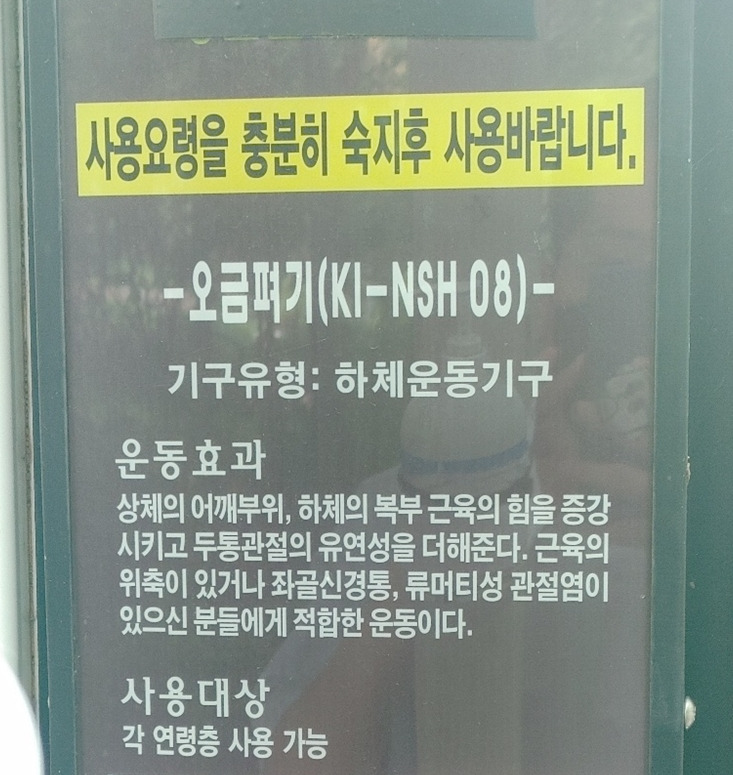 사용요령을 충분히 숙지후 사용바랍니다.
-오금펴기(KI-NSH 08)-
기구유형: 하체운동기구
운동효과
상체의 어깨부위, 하체의 복부 근육의 힘을 증강
시키고 두통관절의 유연성을 더해준다. 근육의
위축이 있거나 좌골신경통, 류머티성 관절염이
있으신 분들에게 적합한 운동이다.
사용대상
각 연령층 사용 가능